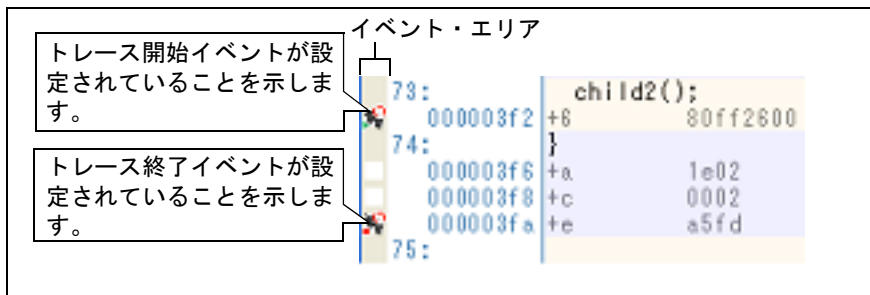 イベント・エリア
トレース開始イベントが設
定されていることを示しま
す。
トレース終了イベントが設
定されていることを示しま
す。
73: child2();
000003f2 +6 80ff2600
74: }
000003f6 +a 1e02
000003f8 +c 0002
000003fa +e a5fd
75: